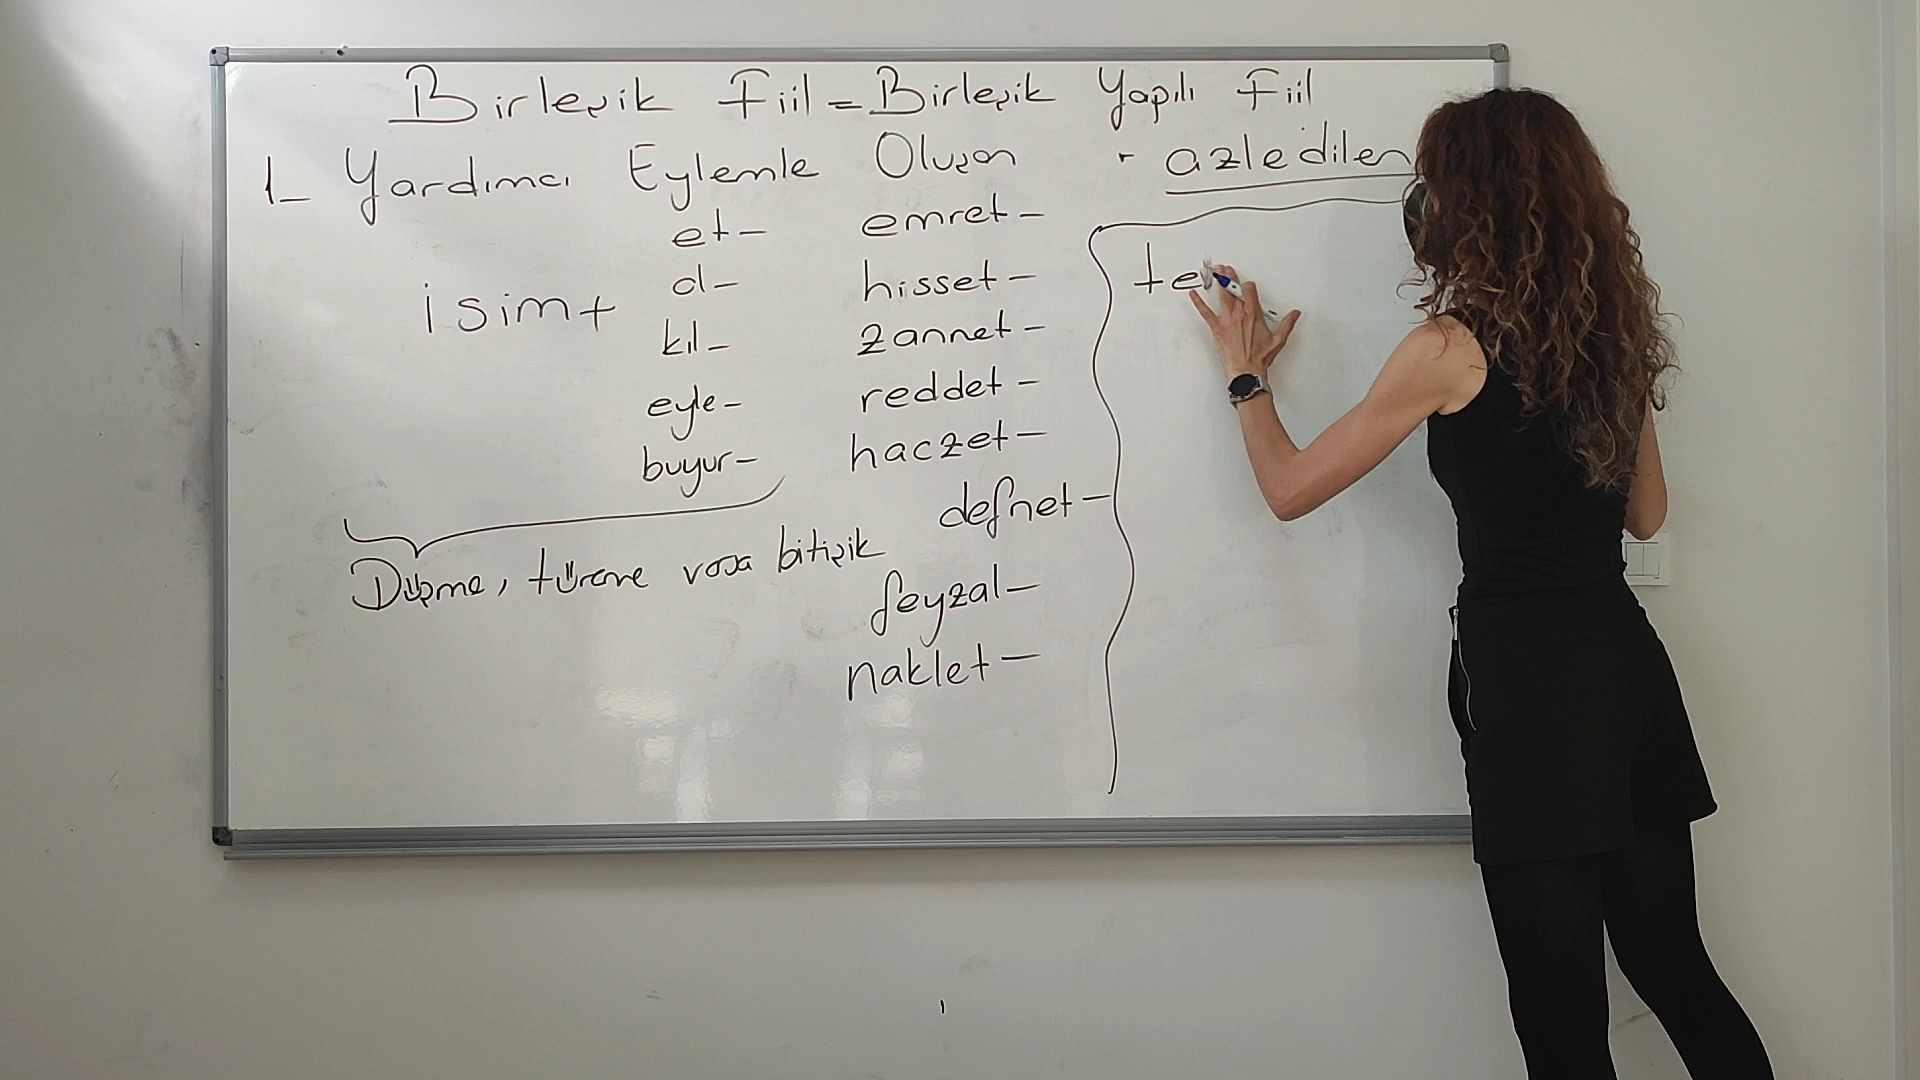 Birleşik Fiil = Birleşik Yapılı Fiil
1_ Yardımcı Eylemle Oluşan
- azledilen
isim+
et-
ol-
kıl-
eyle-
buyur-
Düşme, türeme varsa bitişik
emret-
hisset-
zannet-
reddet-
haczet-
defnet-
feyzal-
naklet-
te